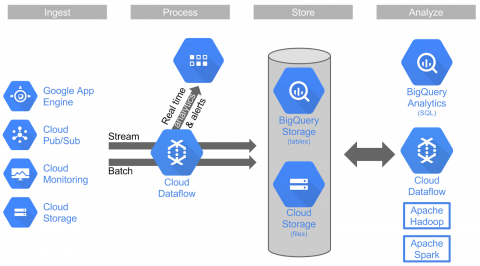 Ingest
Process
Store
Analyze
Google App
Engine
Cloud
Pub/Sub
Cloud
Monitoring
Cloud
Storage
Stream
Batch
Real time
analytics
& alerts
Cloud
Dataflow
BigQuery
Storage
(tables)
Cloud
Storage
(files)
BigQuery
Analytics
(SQL)
Cloud
Dataflow
Apache
Hadoop
Apache
Spark